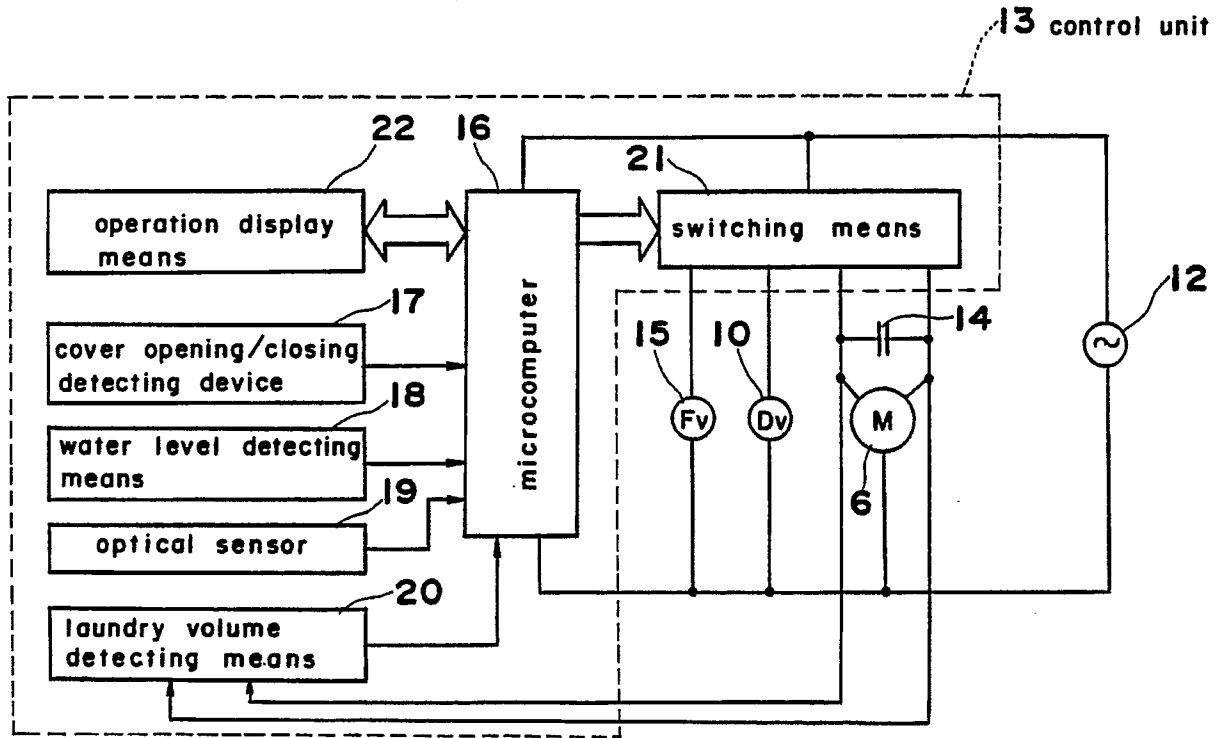 13 control unit
22
16
21
operation display
means
microcomputer
switching means
12
17
cover opening/closing
detecting device
14
15
10
18
Fv
Dv
M
water level detecting
means
6
19
optical sensor
20
laundry volume
detecting means